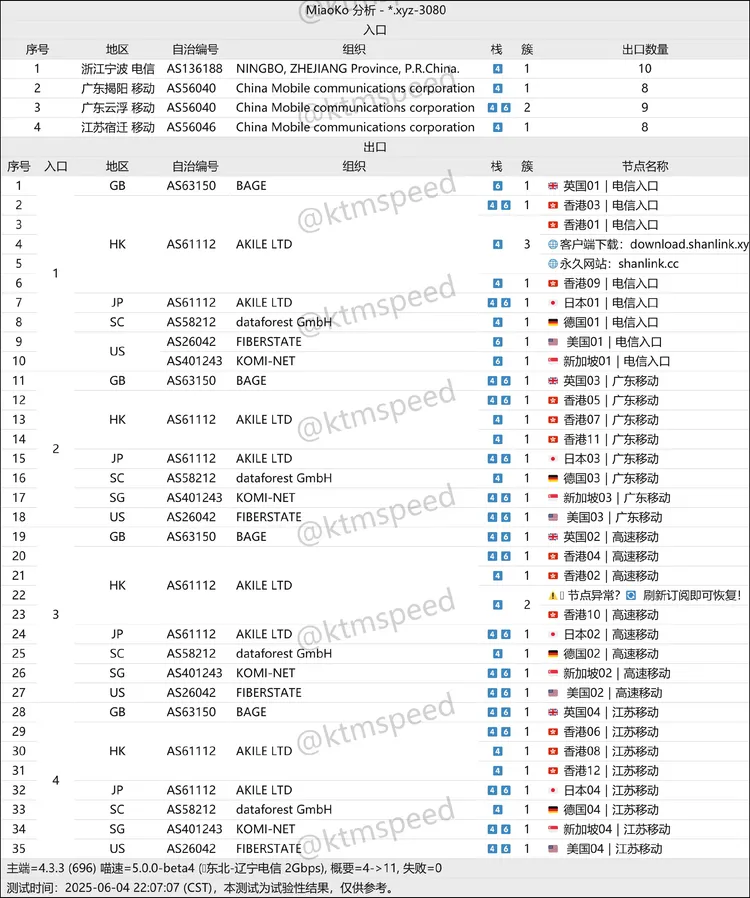 MiaoKo 分析 - *.xyz-3080
入口
序号 地区 自治编号 组织 栈 簇 出口数量
1 浙江宁波 电信 AS136188 NINGBO, ZHEJIANG Province, P.R.China. 4 1 10
2 广东揭阳 移动 AS56040 China Mobile communications corporation 4 1 8
3 广东云浮 移动 AS56040 China Mobile communications corporation 4 6 2 9
4 江苏宿迁 移动 AS56046 China Mobile communications corporation 4 1 8
出口
序号 入口 地区 自治编号 组织 栈 簇 节点名称
1 GB AS63150 BAGE 6 1 英国01 | 电信入口
2 4 6 1 香港03 | 电信入口
3 香港01 | 电信入口
4 HK AS61112 AKILE LTD 4 3 客户端下载：download.shanlink.xy
5 永久网站：shanlink.cc
1
6 4 1 香港09 | 电信入口
7 JP AS61112 AKILE LTD 4 6 1 日本01 | 电信入口
8 SC AS58212 dataforest GmbH 4 1 德国01 | 电信入口
9 AS26042 FIBERSTATE 6 1 美国01 | 电信入口
US
10 AS401243 KOMI-NET 6 1 新加坡01 | 电信入口
11 GB AS63150 BAGE 4 6 1 英国03 | 广东移动
12 4 6 1 香港05 | 广东移动
13 HK AS61112 AKILE LTD 4 1 香港07 | 广东移动
14 4 1 香港11 | 广东移动
2
15 JP AS61112 AKILE LTD 4 6 1 日本03 | 广东移动
16 SC AS58212 dataforest GmbH 4 1 德国03 | 广东移动
17 SG AS401243 KOMI-NET 4 6 1 新加坡03 | 广东移动
18 US AS26042 FIBERSTATE 4 6 1 美国03 | 广东移动
19 GB AS63150 BAGE 4 6 1 英国02 | 高速移动
20 4 6 1 香港04 | 高速移动
21 4 1 香港02 | 高速移动
HK AS61112 AKILE LTD
22 节点异常？ 刷新订阅即可恢复！
4 2
23 3 香港10 | 高速移动
24 JP AS61112 AKILE LTD 4 6 1 日本02 | 高速移动
25 SC AS58212 dataforest GmbH 4 1 德国02 | 高速移动
26 SG AS401243 KOMI-NET 4 6 1 新加坡02 | 高速移动
27 US AS26042 FIBERSTATE 4 6 1 美国02 | 高速移动
28 GB AS63150 BAGE 4 6 1 英国04 | 江苏移动
29 4 6 1 香港06 | 江苏移动
30 HK AS61112 AKILE LTD 4 1 香港08 | 江苏移动
31 4 1 香港12 | 江苏移动
4
32 JP AS61112 AKILE LTD 4 6 1 日本04 | 江苏移动
33 SC AS58212 dataforest GmbH 4 1 德国04 | 江苏移动
34 SG AS401243 KOMI-NET 4 6 1 新加坡04 | 江苏移动
35 US AS26042 FIBERSTATE 4 6 1 美国04 | 江苏移动
主端=4.3.3 (696) 喵速=5.0.0-beta4 (东北-辽宁电信 2Gbps), 概要=4->11, 失败=0
测试时间：2025-06-04 22:07:07 (CST)，本测试为试验性结果，仅供参考。
@ktmspeed
@ktmspeed
@ktmspeed
@ktmspeed
@ktmspeed
@ktmspeed
@ktmspeed